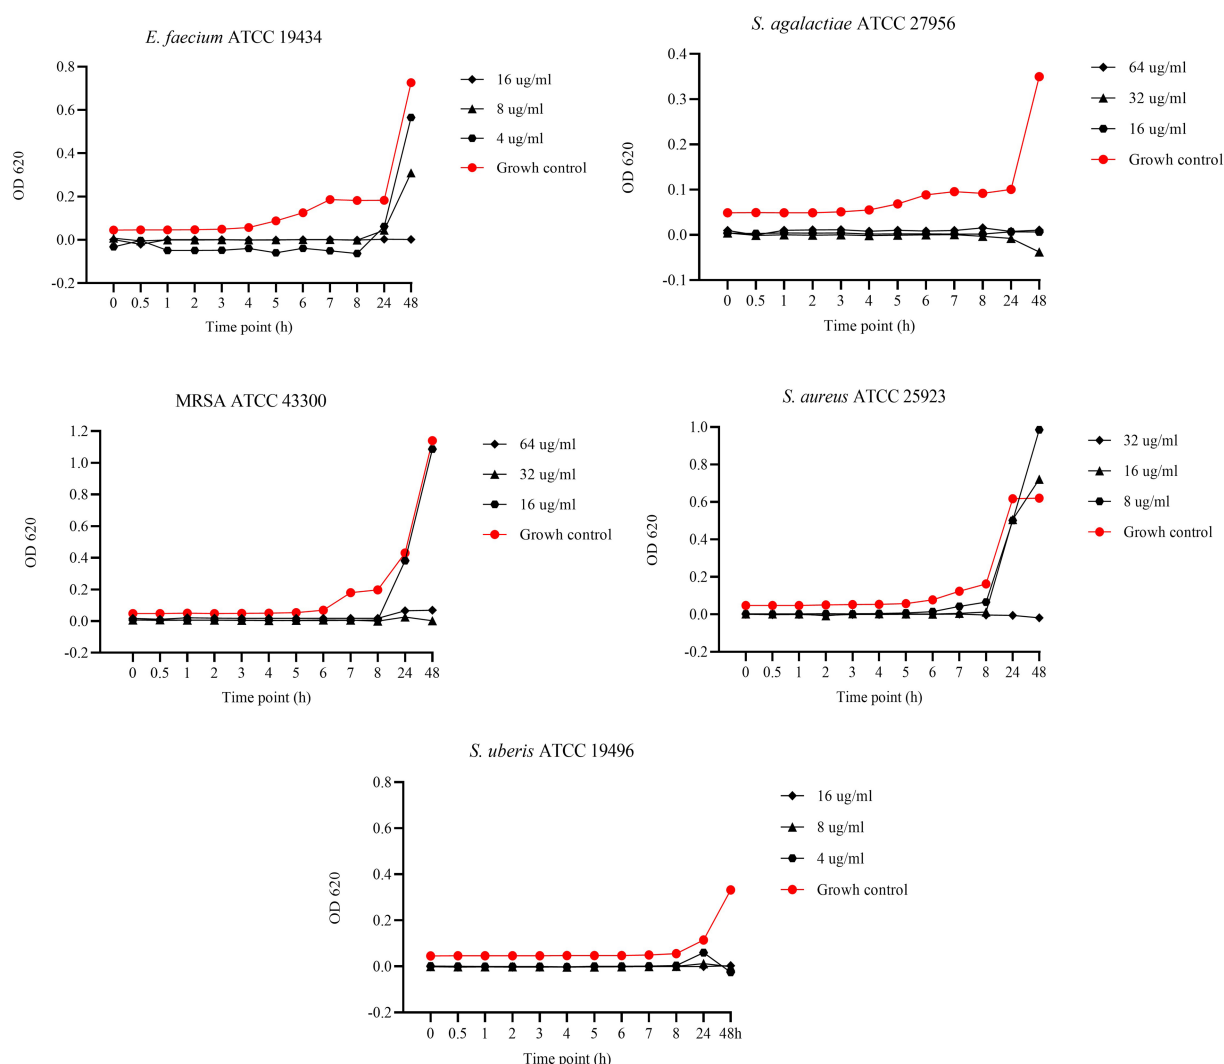 E. faecium ATCC 19434
0.8
0.6
0.4
0.2
0.0
-0.2
OD 620
0 0.5 1 2 3 4 5 6 7 8 24 48
Time point (h)
16 ug/ml
8 ug/ml
4 ug/ml
Growh control
S. agalactiae ATCC 27956
0.4
0.3
0.2
0.1
0.0
-0.1
OD 620
0 0.5 1 2 3 4 5 6 7 8 24 48
Time point (h)
64 ug/ml
32 ug/ml
16 ug/ml
Growh control
MRSA ATCC 43300
1.2
1.0
0.8
0.6
0.4
0.2
0.0
-0.2
OD 620
0 0.5 1 2 3 4 5 6 7 8 24 48
Time point (h)
64 ug/ml
32 ug/ml
16 ug/ml
Growh control
S. aureus ATCC 25923
1.0
0.8
0.6
0.4
0.2
0.0
-0.2
OD 620
0 0.5 1 2 3 4 5 6 7 8 24 48
Time point (h)
32 ug/ml
16 ug/ml
8 ug/ml
Growh control
S. uberis ATCC 19496
0.8
0.6
0.4
0.2
0.0
-0.2
OD 620
0 0.5 1 2 3 4 5 6 7 8 24 48h
Time point (h)
16 ug/ml
8 ug/ml
4 ug/ml
Growh control